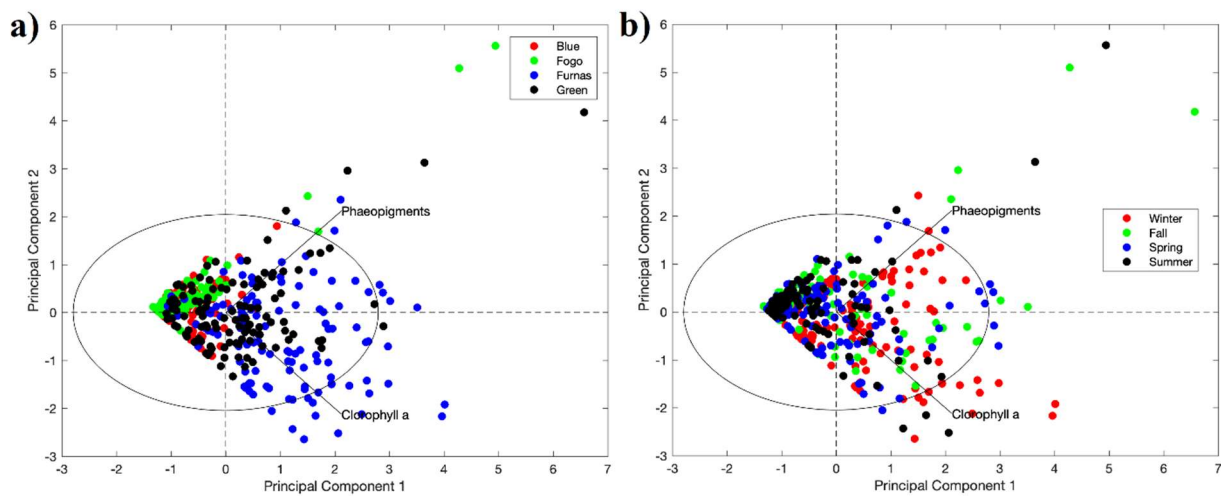 a)
6
5
4
3
2
1
0
-1
-2
-3
Principal Component 2
-3 -2 -1 0 1 2 3 4 5 6 7
Principal Component 1
Blue
Fogo
Furnas
Green
Phaeopigments
Clorophyll a
b)
6
5
4
3
2
1
0
-1
-2
-3
Principal Component 2
-3 -2 -1 0 1 2 3 4 5 6 7
Principal Component 1
Winter
Fall
Spring
Summer
Phaeopigments
Clorophyll a